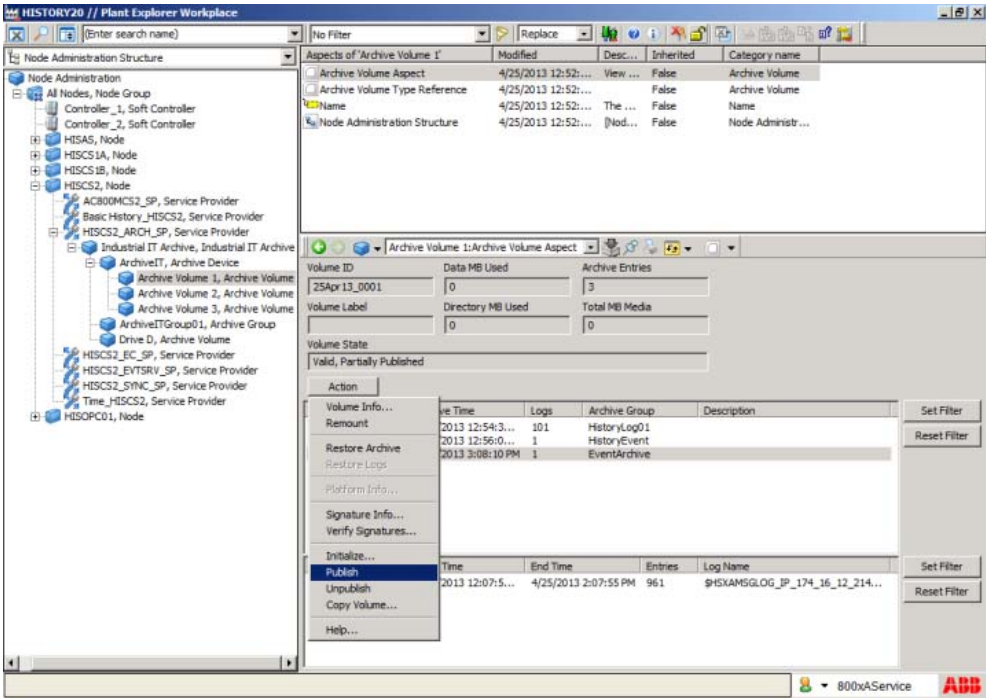 HISTORY20 // Plant Explorer Workplace
(Enter search name)
No Filter
Replace
Node Administration Structure
Node Administration
All Nodes, Node Group
Controller_1, Soft Controller
Controller_2, Soft Controller
HISAS, Node
HISCS1A, Node
HISCS1B, Node
HISCS2, Node
AC800MCS2_SP, Service Provider
Basic History_HISCS2, Service Provider
HISCS2_ARCH_SP, Service Provider
Industrial IT Archive, Industrial IT Archive
ArchiveIT, Archive Device
Archive Volume 1, Archive Volume
Archive Volume 2, Archive Volume
Archive Volume 3, Archive Volume
ArchiveITGroup01, Archive Group
Drive D, Archive Volume
HISCS2_EC_SP, Service Provider
HISCS2_EVTSRV_SP, Service Provider
HISCS2_SYNC_SP, Service Provider
Time_HISCS2, Service Provider
HISOPC01, Node
Aspects of 'Archive Volume 1' Modified Desc... Inherited Category name
Archive Volume Aspect 4/25/2013 12:52:... View ... False Archive Volume
Archive Volume Type Reference 4/25/2013 12:52:... False Archive Volume
Name 4/25/2013 12:52:... The ... False Name
Node Administration Structure 4/25/2013 12:52:... [Nod... False Node Administr...
Archive Volume 1:Archive Volume Aspect
Volume ID Data MB Used Archive Entries
25Apr13_0001 0 3
Volume Label Directory MB Used Total MB Media
0 0
Volume State
Valid, Partially Published
Action
Volume Info...
Remount
Restore Archive
Restore Logs
Platform Info...
Signature Info...
Verify Signatures...
Initialize...
Publish
Unpublish
Copy Volume...
Help...
ve Time Logs Archive Group Description
2013 12:54:3... 101 HistoryLog01
2013 12:56:0... 1 HistoryEvent
2013 3:08:10 PM 1 EventArchive
Set Filter
Reset Filter
Time End Time Entries Log Name
2013 12:07:5... 4/25/2013 2:07:55 PM 961 $HSXAMSGLOG_IP_174_16_12_214...
Set Filter
Reset Filter
800xAService
ABB